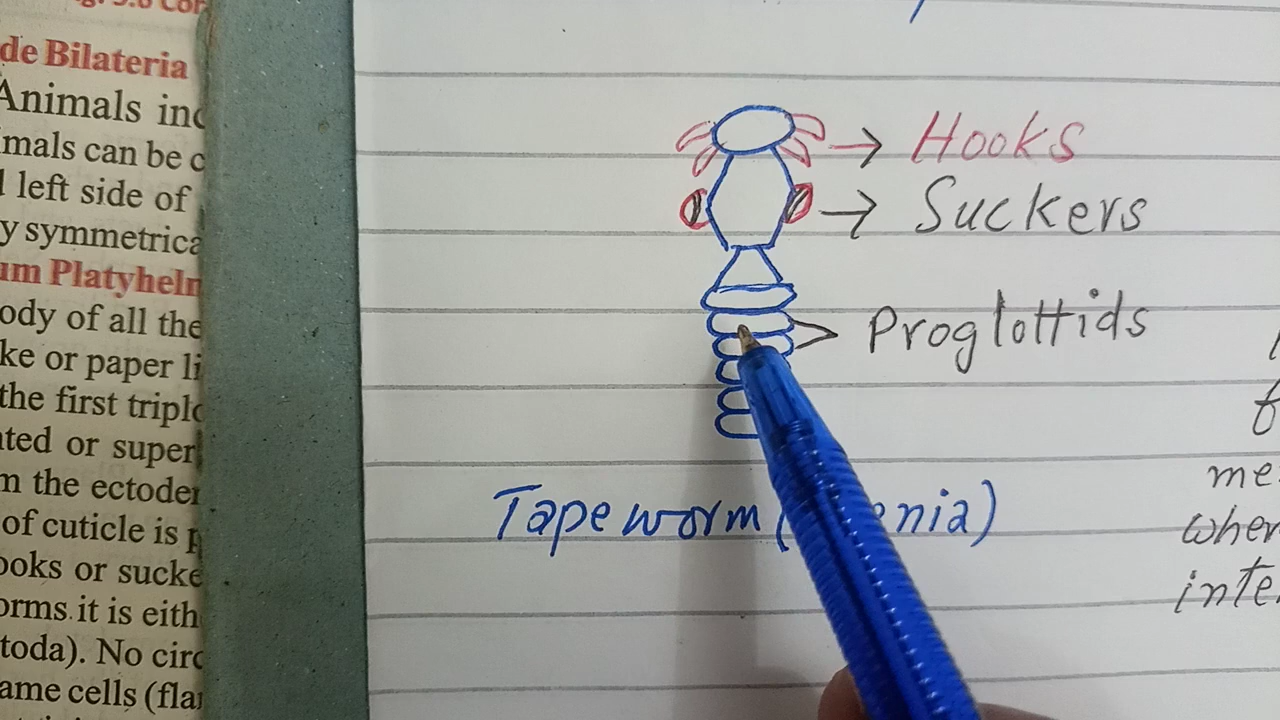 de Bilateria
Animals inc
mals can be c
left side of
y symmetrica
um Platyheln
ody of all the
ke or paper li
the first triplo
ted or super
m the ectoder
of cuticle is p
ooks or sucke
orms it is eith
toda). No circ
ame cells (flar
Hooks
Suckers
Proglottids
Tapeworm ( nia)
me
wher
inte